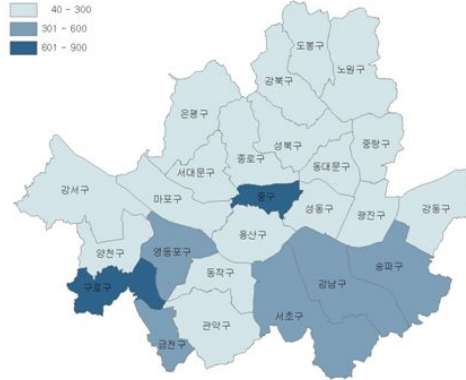 40 - 300
301 - 600
601 - 900
도봉구
노원구
강북구
은평구
성북구
중랑구
종로구
동대문구
서대문구
강서구
마포구
중구
성동구
광진구
강동구
용산구
양천구
영등포구
동작구
송파구
강남구
구로구
서초구
관악구
금천구